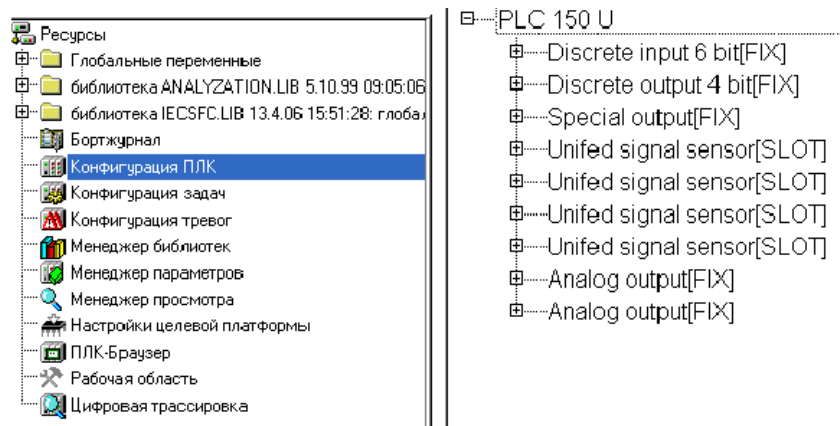 Ресурсы
Глобальные переменные
библиотека ANALYZATION.LIB 5.10.99 09:05:06
библиотека IECSFC.LIB 13.4.06 15:51:28: глоба
Бортжурнал
Конфигурация ПЛК
Конфигурация задач
Конфигурация тревог
Менеджер библиотек
Менеджер параметров
Менеджер просмотра
Настройки целевой платформы
ПЛК-Браузер
Рабочая область
Цифровая трассировка
PLC 150 U
Discrete input 6 bit[FIX]
Discrete output 4 bit[FIX]
Special output[FIX]
Unifed signal sensor[SLOT]
Unifed signal sensor[SLOT]
Unifed signal sensor[SLOT]
Unifed signal sensor[SLOT]
Analog output[FIX]
Analog output[FIX]